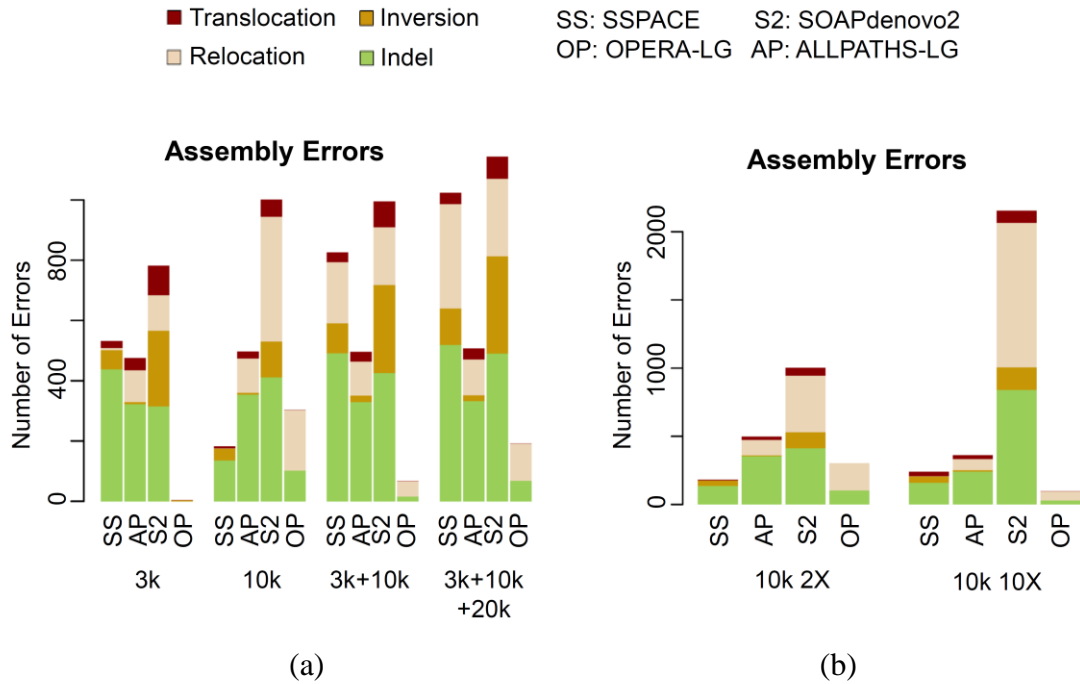 Translocation Inversion SS: SSPACE S2: SOAPdenovo2
Relocation Indel OP: OPERA-LG AP: ALLPATHS-LG
Assembly Errors
Number of Errors
0 400 800
SS AP S2 OP SS AP S2 OP SS AP S2 OP SS AP S2 OP
3k 10k 3k+10k 3k+10k
+20k
(a)
Assembly Errors
Number of Errors
0 1000 2000
SS AP S2 OP SS AP S2 OP
10k 2X 10k 10X
(b)